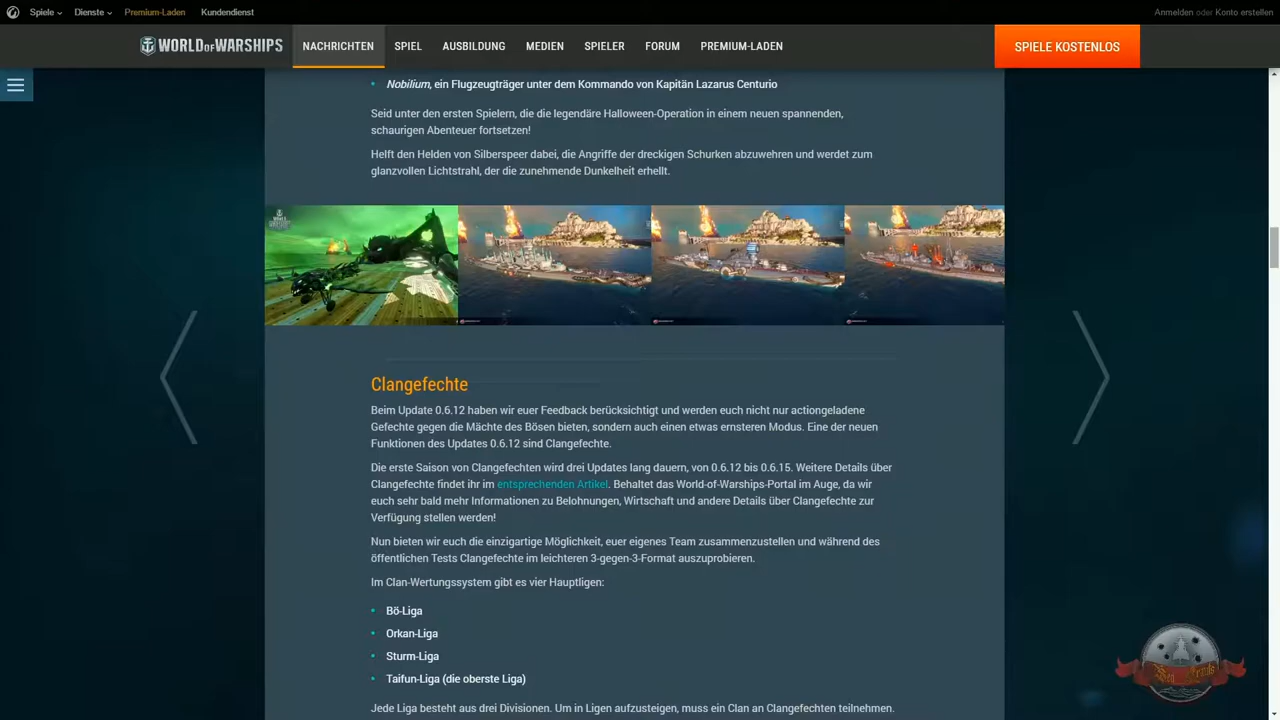 Spiele Dienste Premium-Laden Kundendienst Anmelden oder Konto erstellen
WORLD OF WARSHIPS NACHRICHTEN SPIEL AUSBILDUNG MEDIEN SPIELER FORUM PREMIUM-LADEN SPIELE KOSTENLOS
• Nobilium, ein Flugzeugträger unter dem Kommando von Kapitän Lazarus Centurio
Seid unter den ersten Spielern, die die legendäre Halloween-Operation in einem neuen spannenden,
schaurigen Abenteuer fortsetzen!
Helft den Helden von Silberspeer dabei, die Angriffe der dreckigen Schurken abzuwehren und werdet zum
glanzvollen Lichtstrahl, der die zunehmende Dunkelheit erhellt.
Clangefechte
Beim Update 0.6.12 haben wir euer Feedback berücksichtigt und werden euch nicht nur actiongeladene
Gefechte gegen die Mächte des Bösen bieten, sondern auch einen etwas ernsteren Modus. Eine der neuen
Funktionen des Updates 0.6.12 sind Clangefechte.
Die erste Saison von Clangefechten wird drei Updates lang dauern, von 0.6.12 bis 0.6.15. Weitere Details über
Clangefechte findet ihr im entsprechenden Artikel. Behaltet das World-of-Warships-Portal im Auge, da wir
euch sehr bald mehr Informationen zu Belohnungen, Wirtschaft und andere Details über Clangefechte zur
Verfügung stellen werden!
Nun bieten wir euch die einzigartige Möglichkeit, euer eigenes Team zusammenzustellen und während des
öffentlichen Tests Clangefechte im leichteren 3-gegen-3-Format auszuprobieren.
Im Clan-Wertungssystem gibt es vier Hauptligen:
• Bö-Liga
• Orkan-Liga
• Sturm-Liga
• Taifun-Liga (die oberste Liga)
Jede Liga besteht aus drei Divisionen. Um in Ligen aufzusteigen, muss ein Clan an Clangefechten teilnehmen.